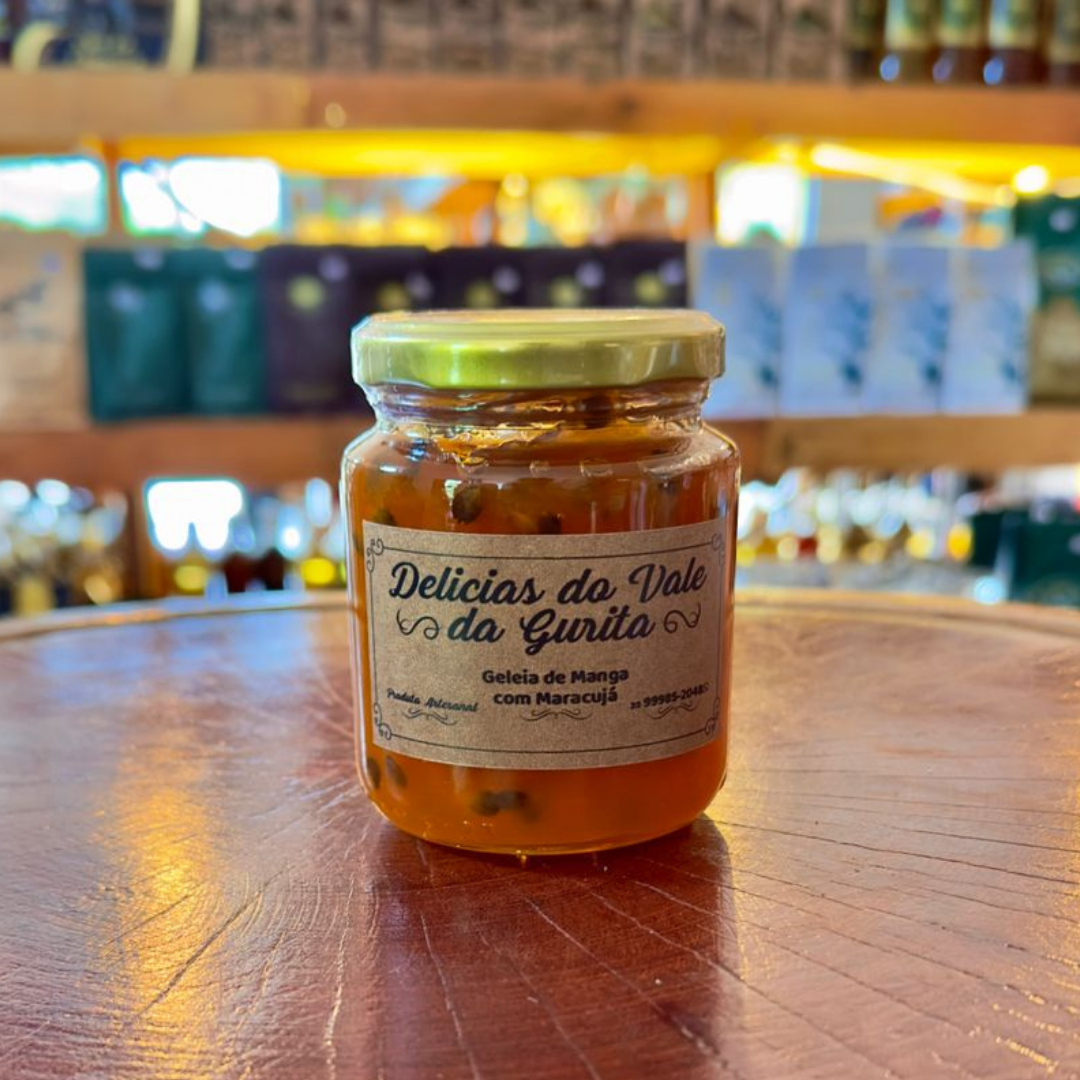 Delicias do Vale
da Gurita
Geleia de Manga
com Maracujá
Produto Artesanal